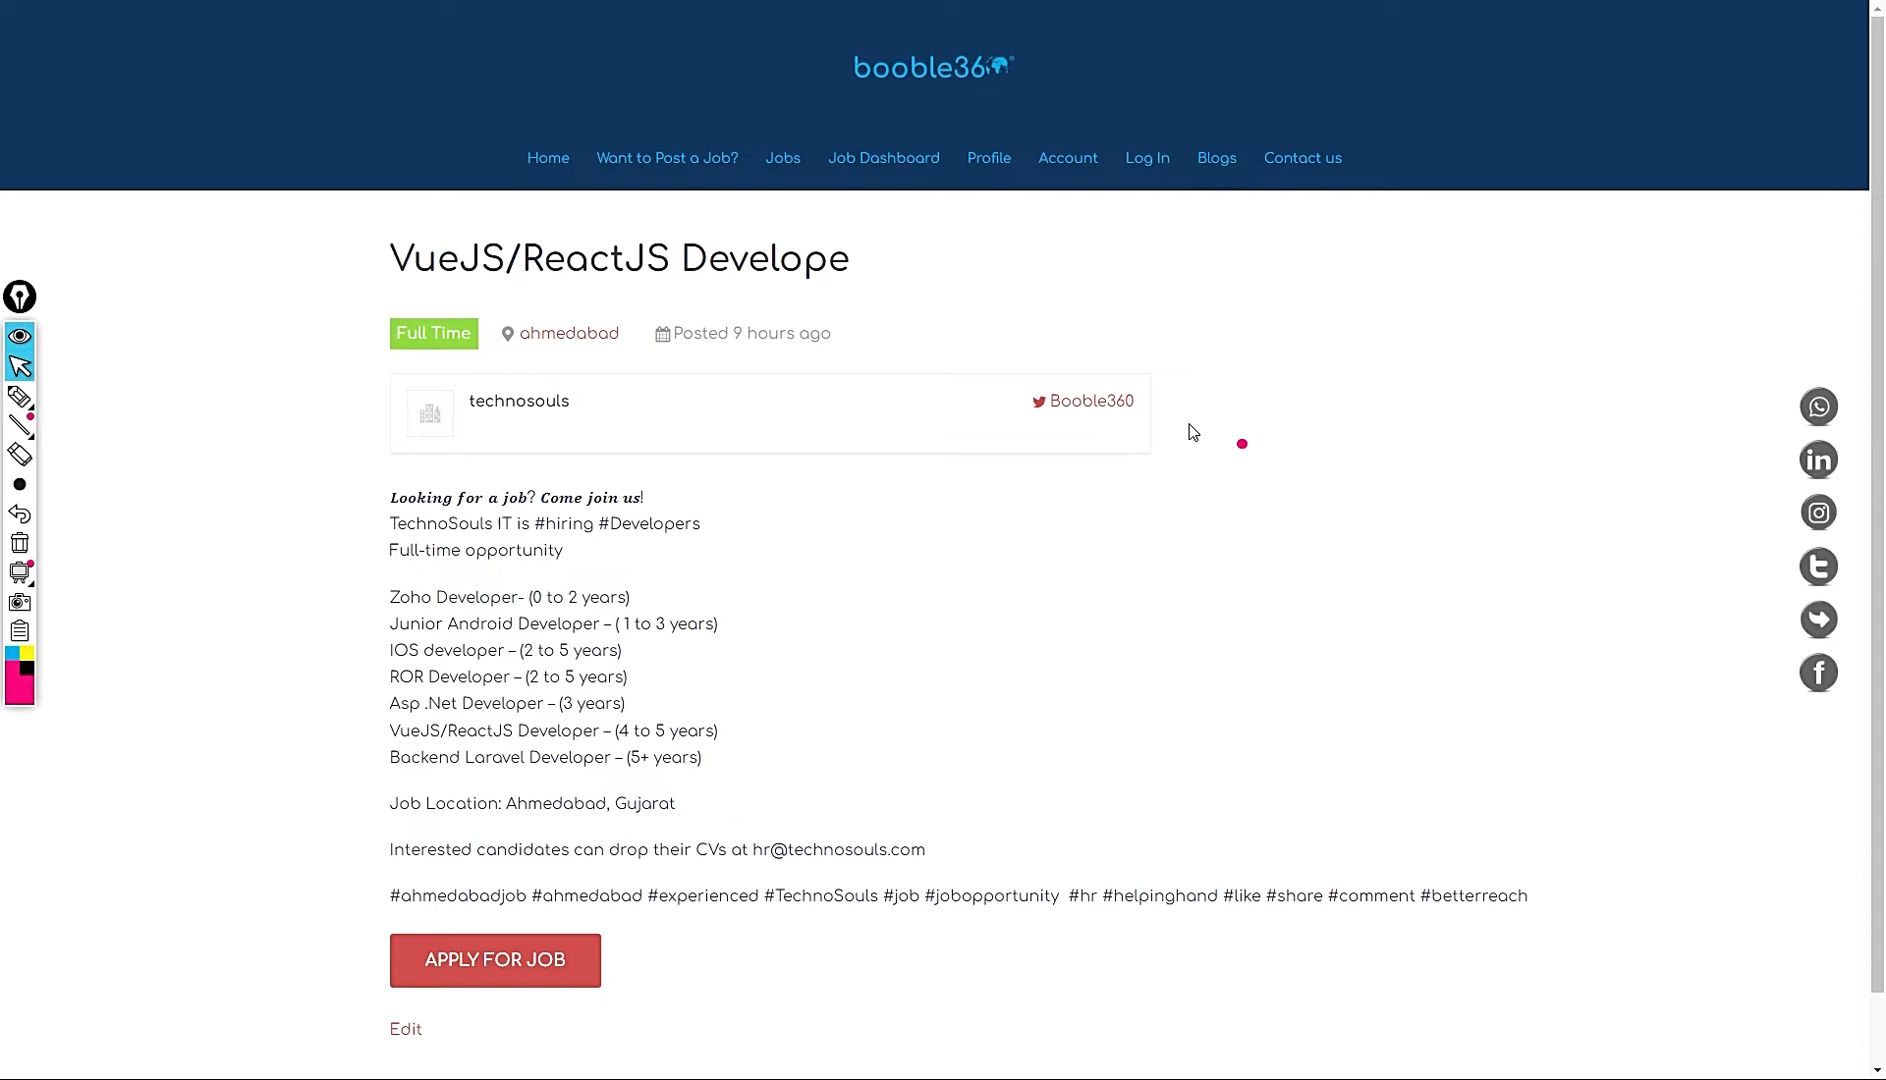 booble360
Home Want to Post a Job? Jobs Job Dashboard Profile Account Log In Blogs Contact us
VueJS/ReactJS Develope
Full Time ahmedabad Posted 9 hours ago
technosouls Booble360
Looking for a job? Come join us!
TechnoSouls IT is #hiring #Developers
Full-time opportunity
Zoho Developer- (0 to 2 years)
Junior Android Developer – ( 1 to 3 years)
IOS developer – (2 to 5 years)
ROR Developer – (2 to 5 years)
Asp .Net Developer – (3 years)
VueJS/ReactJS Developer – (4 to 5 years)
Backend Laravel Developer – (5+ years)
Job Location: Ahmedabad, Gujarat
Interested candidates can drop their CVs at hr@technosouls.com
#ahmedabadjob #ahmedabad #experienced #TechnoSouls #job #jobopportunity #hr #helpinghand #like #share #comment #betterreach
APPLY FOR JOB
Edit